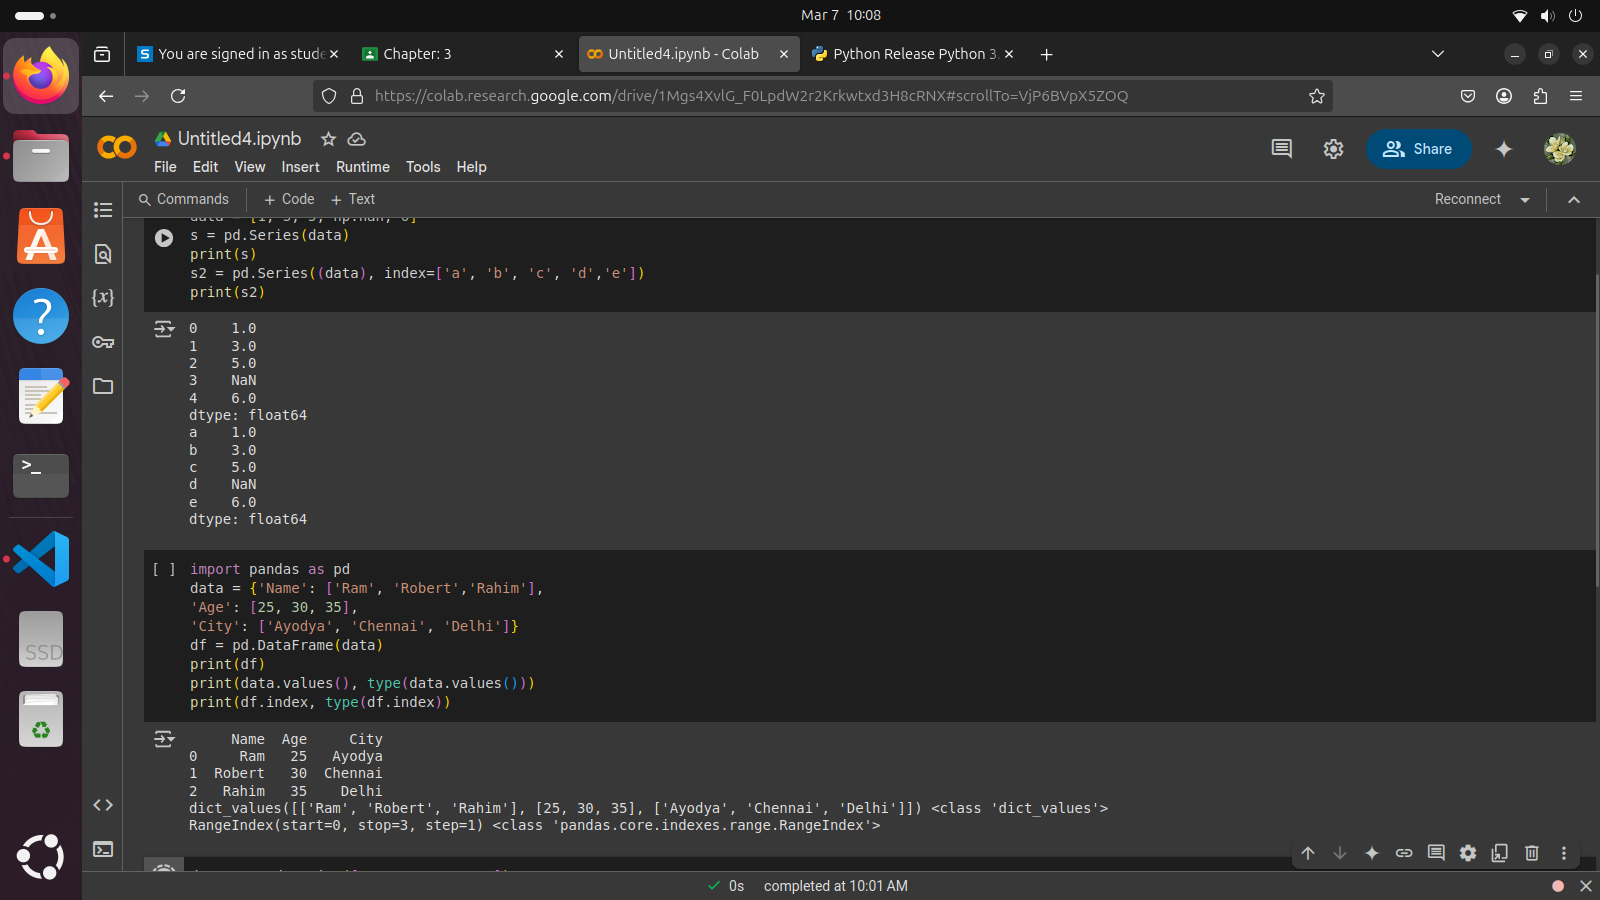 Mar 7 10:08
You are signed in as stude
Chapter: 3
Untitled4.ipynb - Colab
Python Release Python 3.
https://colab.research.google.com/drive/1Mgs4XvlG_F0LpdW2r2Krkwtxd3H8cRNX#scrollTo=VjP6BVpX5ZOQ
Untitled4.ipynb
File Edit View Insert Runtime Tools Help
Share
Commands + Code + Text
Reconnect
s = pd.Series(data)
print(s)
s2 = pd.Series((data), index=['a', 'b', 'c', 'd','e'])
print(s2)
0 1.0
1 3.0
2 5.0
3 NaN
4 6.0
dtype: float64
a 1.0
b 3.0
c 5.0
d NaN
e 6.0
dtype: float64
[ ] import pandas as pd
data = {'Name': ['Ram', 'Robert','Rahim'],
'Age': [25, 30, 35],
'City': ['Ayodya', 'Chennai', 'Delhi']}
df = pd.DataFrame(data)
print(df)
print(data.values(), type(data.values()))
print(df.index, type(df.index))
Name Age City
0 Ram 25 Ayodya
1 Robert 30 Chennai
2 Rahim 35 Delhi
dict_values([['Ram', 'Robert', 'Rahim'], [25, 30, 35], ['Ayodya', 'Chennai', 'Delhi']]) <class 'dict_values'>
RangeIndex(start=0, stop=3, step=1) <class 'pandas.core.indexes.range.RangeIndex'>
SSD
0s completed at 10:01 AM